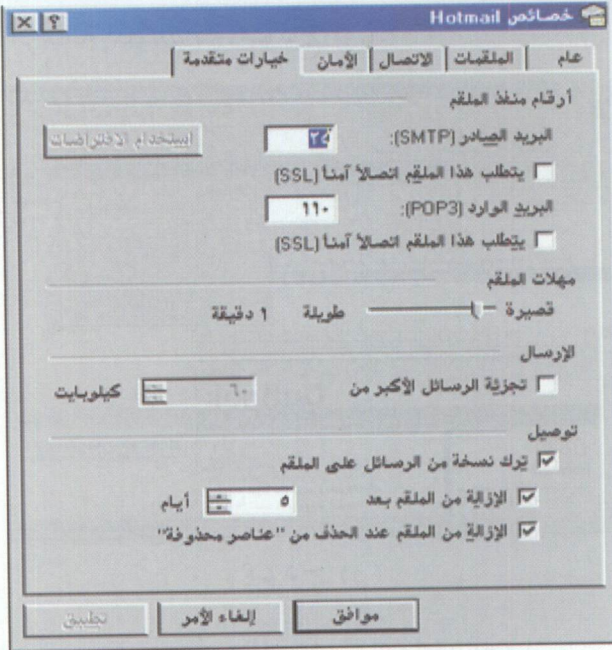 خصائص Hotmail
عام الملقمات الاتصال الأمان خيارات متقدمة
أرقام منفذ الملقم
البريد الصادر (SMTP): ٢٥ استخدام الافتراضات
يتطلب هذا الملقم اتصالاً آمناً (SSL)
البريد الوارد (POP3): ١١٠
يتطلب هذا الملقم اتصالاً آمناً (SSL)
مهلات الملقم
قصيرة طويلة ١ دقيقة
الإرسال
تجزئة الرسائل الأكبر من ٦٠ كيلوبايت
توصيل
ترك نسخة من الرسائل على الملقم
الإزالة من الملقم بعد ٥ أيام
الإزالة من الملقم عند الحذف من "عناصر محذوفة"
موافق إلغاء الأمر تطبيق